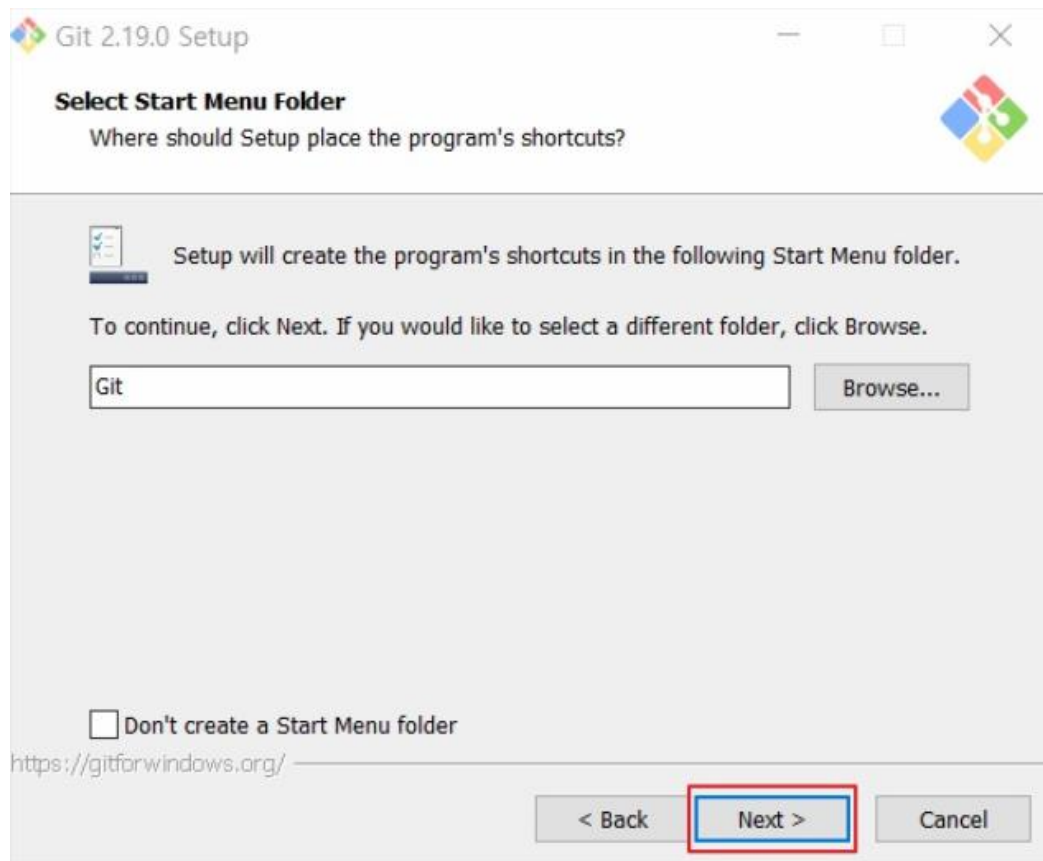 Git 2.19.0 Setup
Select Start Menu Folder
Where should Setup place the program's shortcuts?
Setup will create the program's shortcuts in the following Start Menu folder.
To continue, click Next. If you would like to select a different folder, click Browse.
Git
Browse...
Don't create a Start Menu folder
https://gitforwindows.org/
< Back
Next >
Cancel